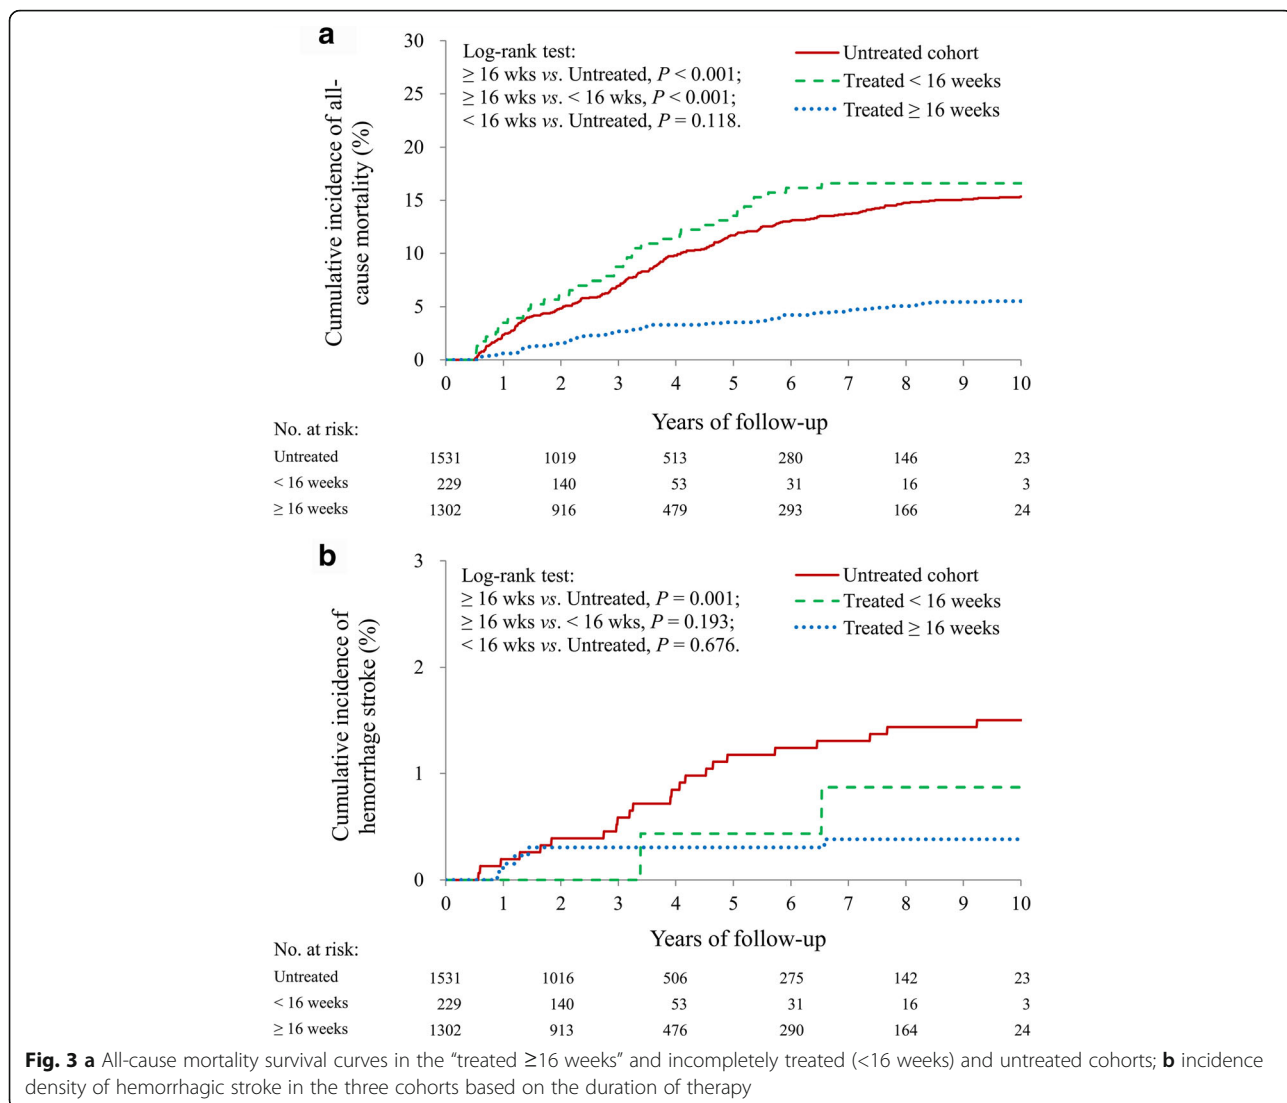 a
Cumulative incidence of all-
cause mortality (%)
30
25
20
15
10
5
0
Log-rank test:
≥ 16 wks vs. Untreated, P < 0.001;
≥ 16 wks vs. < 16 wks, P < 0.001;
< 16 wks vs. Untreated, P = 0.118.
Untreated cohort
Treated < 16 weeks
Treated ≥ 16 weeks
0 1 2 3 4 5 6 7 8 9 10
Years of follow-up
No. at risk:
Untreated 1531 1019 513 280 146 23
< 16 weeks 229 140 53 31 16 3
≥ 16 weeks 1302 916 479 293 166 24
b
Cumulative incidence of
hemorrhage stroke (%)
3
2
1
0
Log-rank test:
≥ 16 wks vs. Untreated, P = 0.001;
≥ 16 wks vs. < 16 wks, P = 0.193;
< 16 wks vs. Untreated, P = 0.676.
Untreated cohort
Treated < 16 weeks
Treated ≥ 16 weeks
0 1 2 3 4 5 6 7 8 9 10
Years of follow-up
No. at risk:
Untreated 1531 1016 506 275 142 23
< 16 weeks 229 140 53 31 16 3
≥ 16 weeks 1302 913 476 290 164 24
Fig. 3 a All-cause mortality survival curves in the “treated ≥16 weeks” and incompletely treated (<16 weeks) and untreated cohorts; b incidence
density of hemorrhagic stroke in the three cohorts based on the duration of therapy